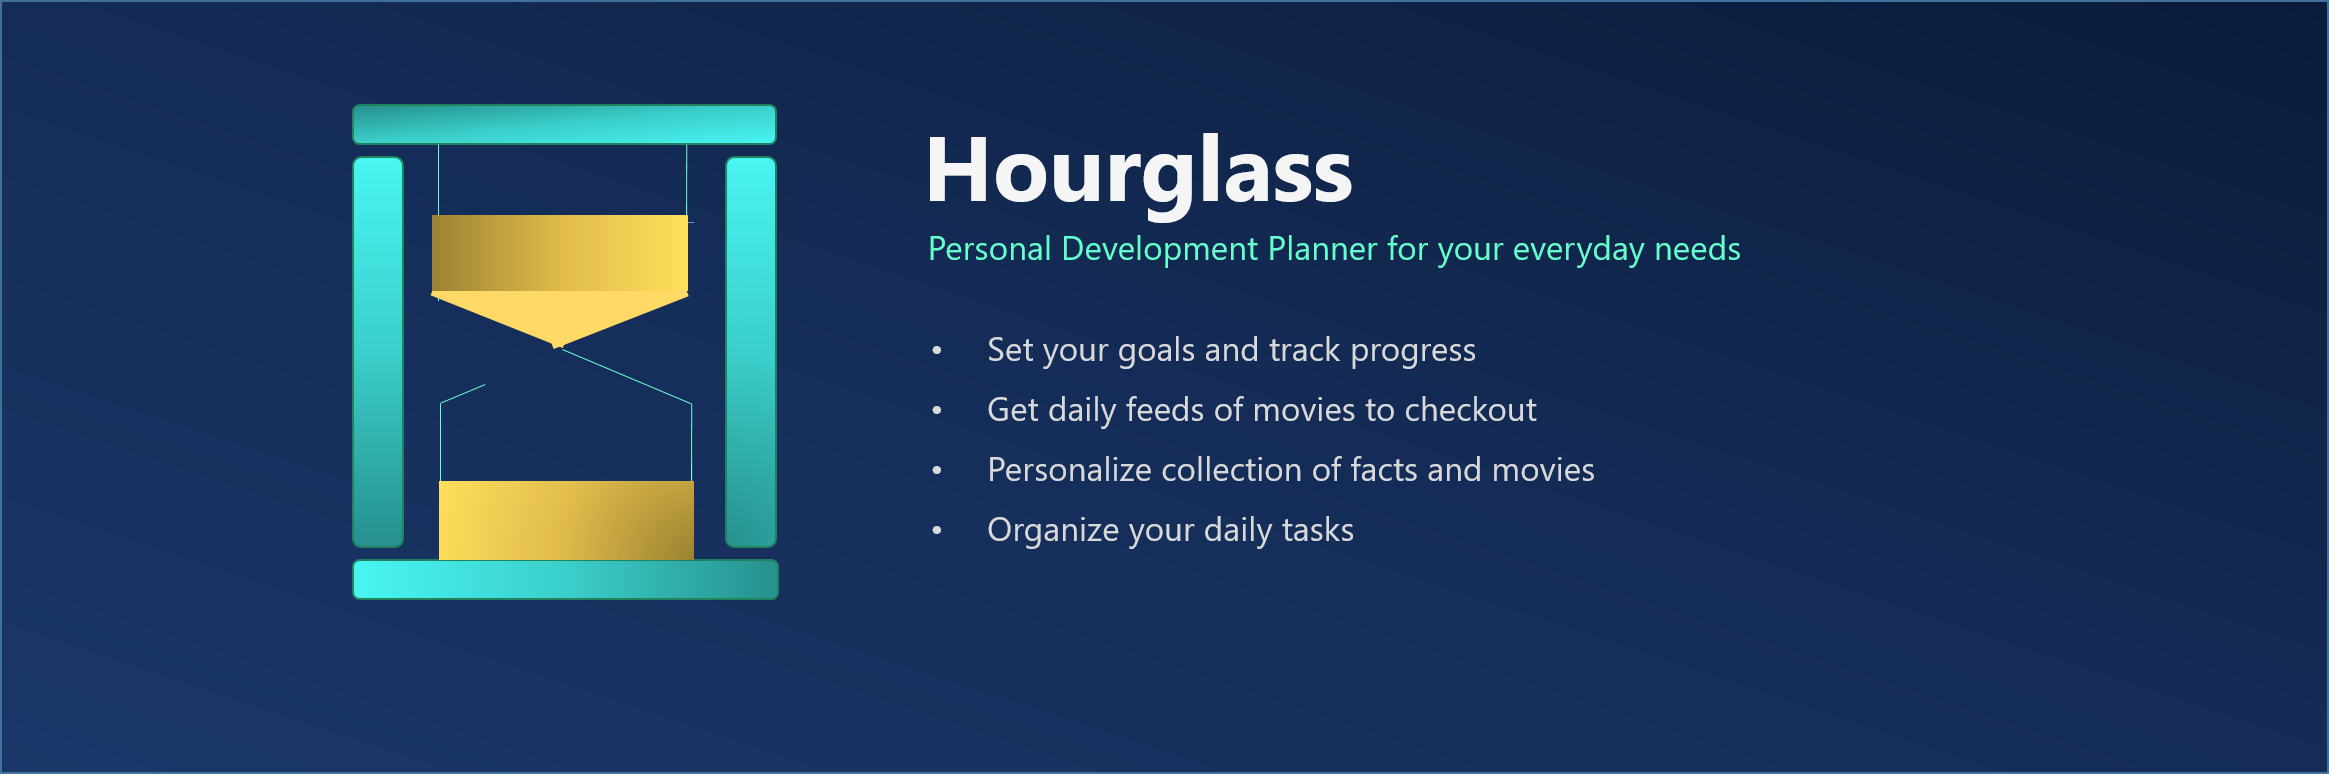 Hourglass
Personal Development Planner for your everyday needs
• Set your goals and track progress
• Get daily feeds of movies to checkout
• Personalize collection of facts and movies
• Organize your daily tasks